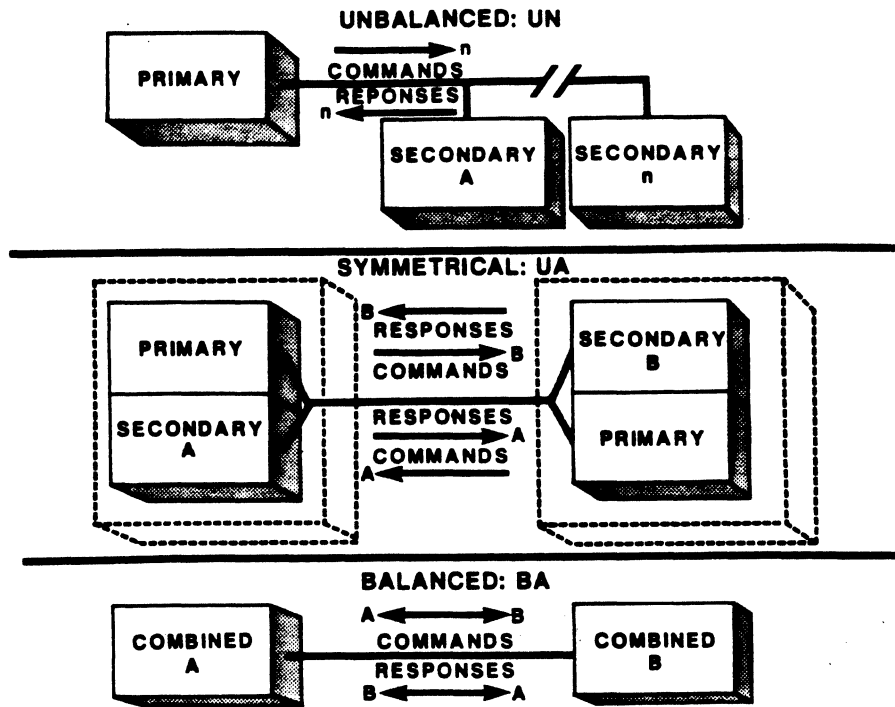 UNBALANCED: UN
n
PRIMARY
COMMANDS
REPONSES
n
SECONDARY
A
SECONDARY
n
SYMMETRICAL: UA
B
RESPONSES
PRIMARY
B
COMMANDS
SECONDARY
B
SECONDARY
A
RESPONSES
A
COMMANDS
A
PRIMARY
BALANCED: BA
A B
COMBINED
A
COMMANDS
RESPONSES
B A
COMBINED
B